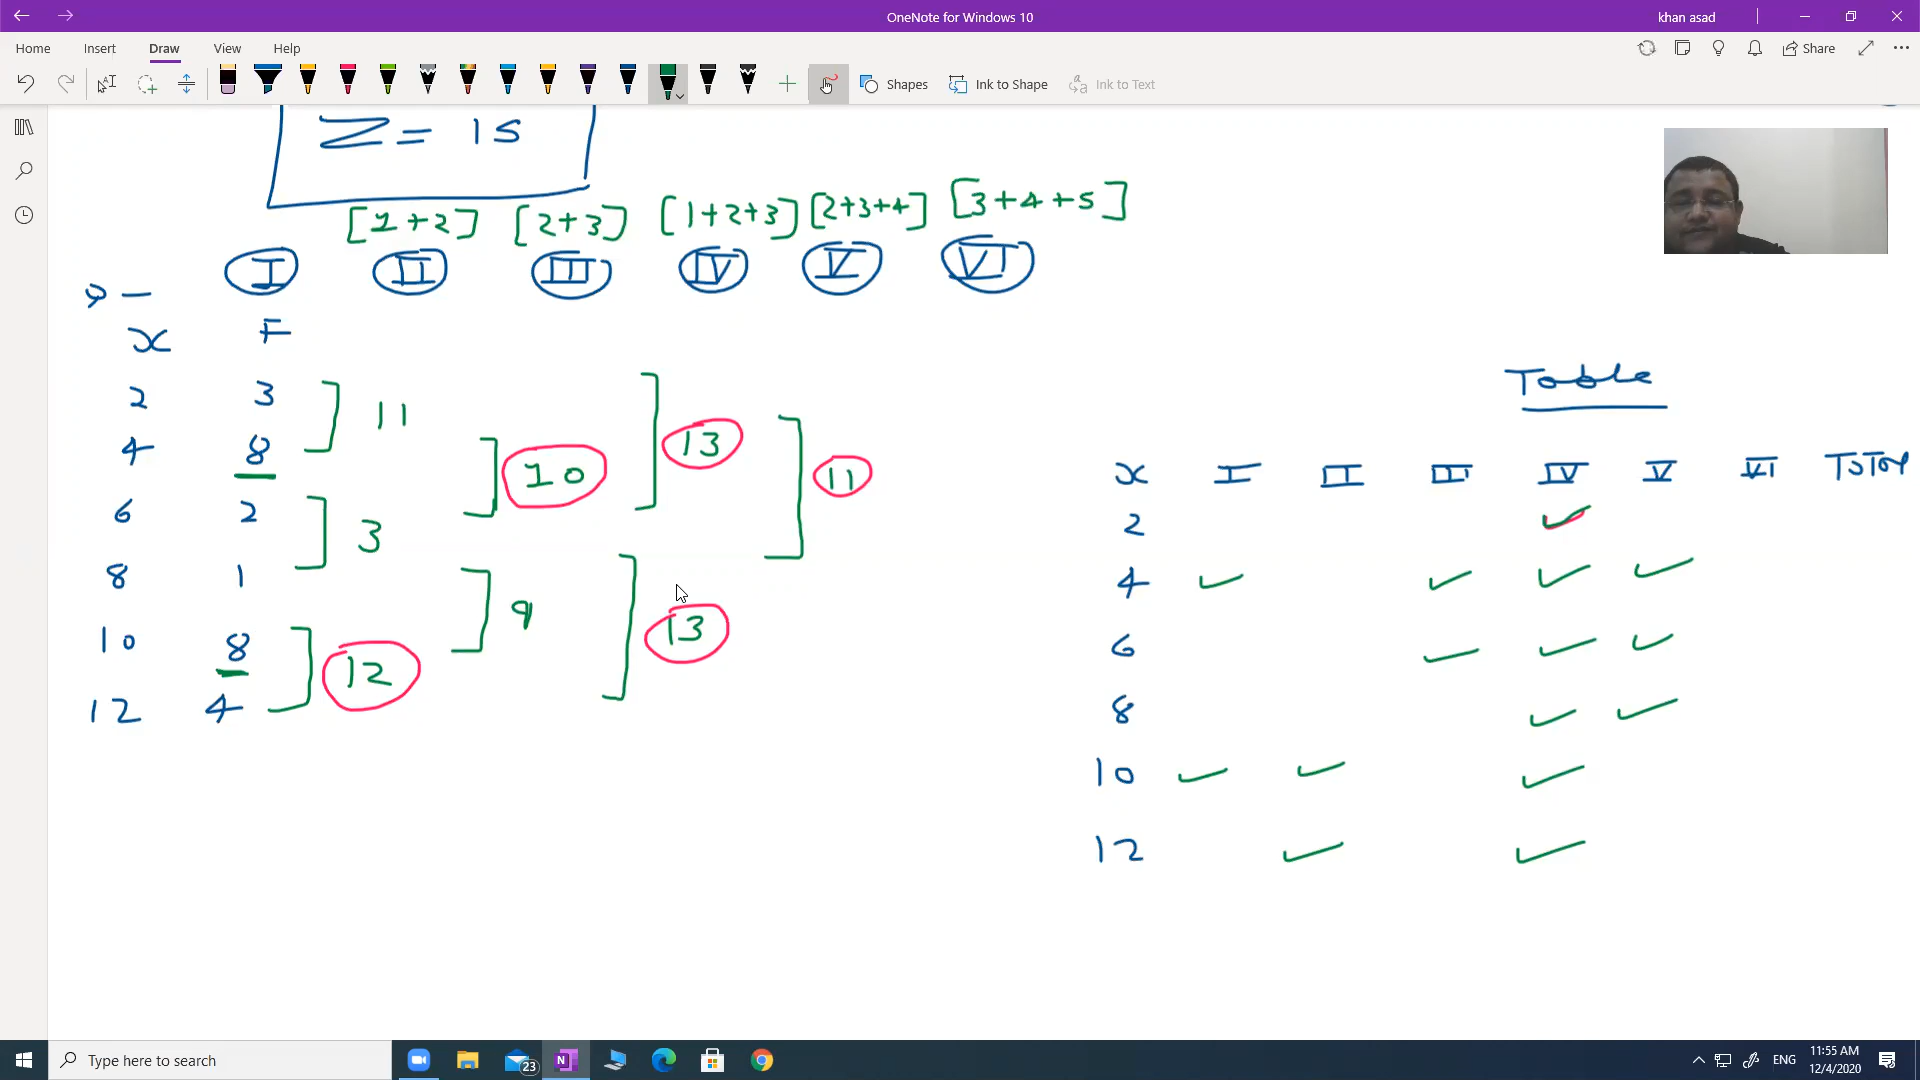 OneNote for Windows 10
khan asad
Home Insert Draw View Help
Share
Shapes Ink to Shape Ink to Text
Z = 15
[1+2] [2+3] [1+2+3] [2+3+4] [3+4+5]
I II III IV V VI
x F
2 3
4 8
6 2
8 1
10 8
12 4
11
3
12
10
9
13
13
11
Table
x I II III IV V VI TOTAL
2 ✓
4 ✓ ✓ ✓ ✓
6 ✓ ✓ ✓
8 ✓ ✓
10 ✓ ✓ ✓
12 ✓ ✓
Type here to search
23
ENG
11:55 AM
12/4/2020